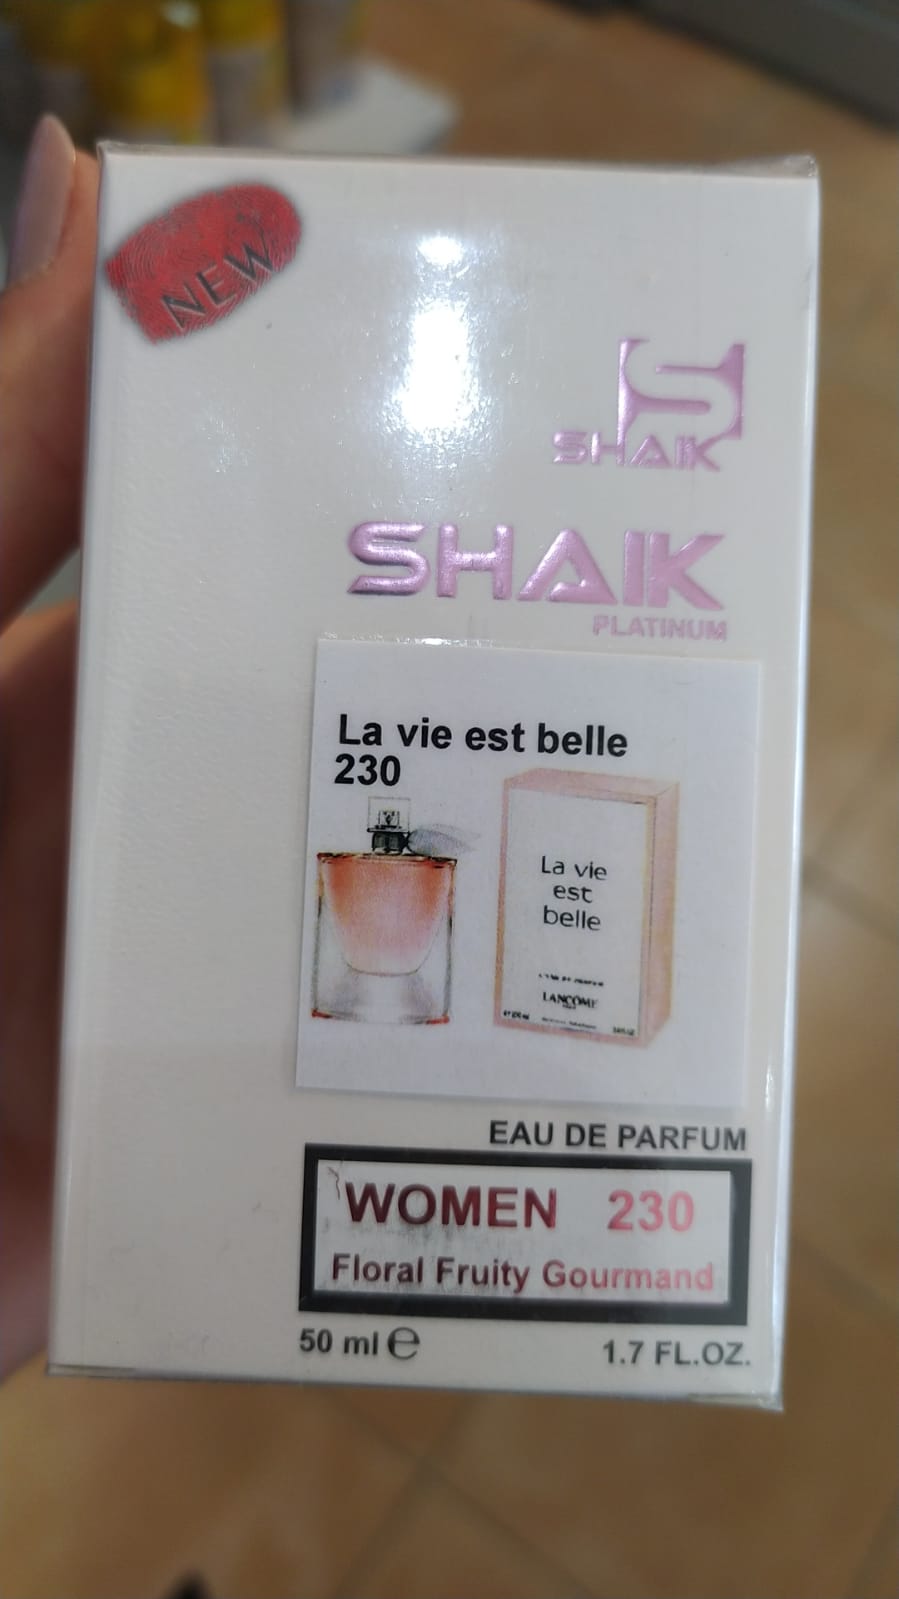 NEW
SHAIK
SHAIK
PLATINUM
La vie est belle
230
La vie
est
belle
LANCÔME
EAU DE PARFUM
WOMEN 230
Floral Fruity Gourmand
50 ml ℮ 1.7 FL.OZ.